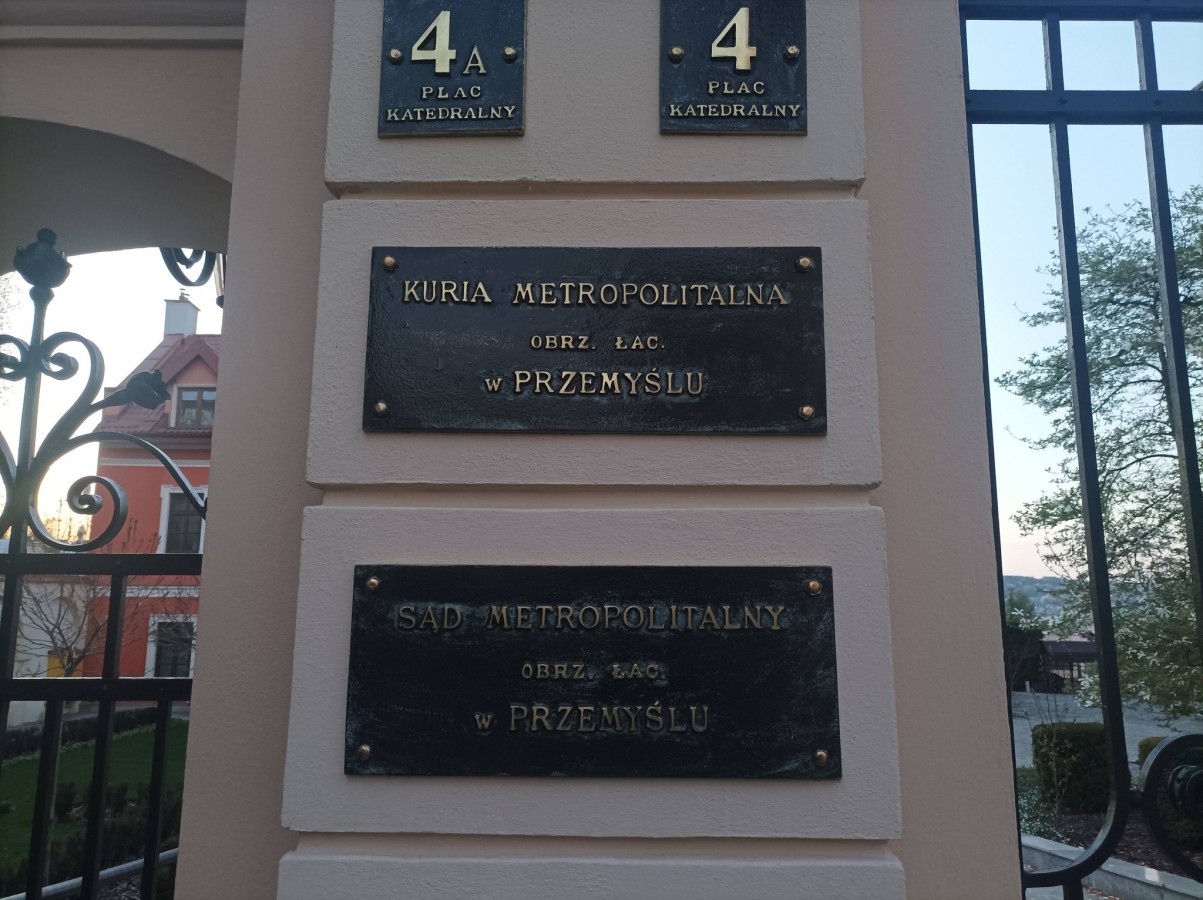 4A
PLAC
KATEDRALNY
4
PLAC
KATEDRALNY
KURIA METROPOLITALNA
OBRZ. ŁAC.
W PRZEMYŚLU
SĄD METROPOLITALNY
OBRZ. ŁAC.
W PRZEMYŚLU